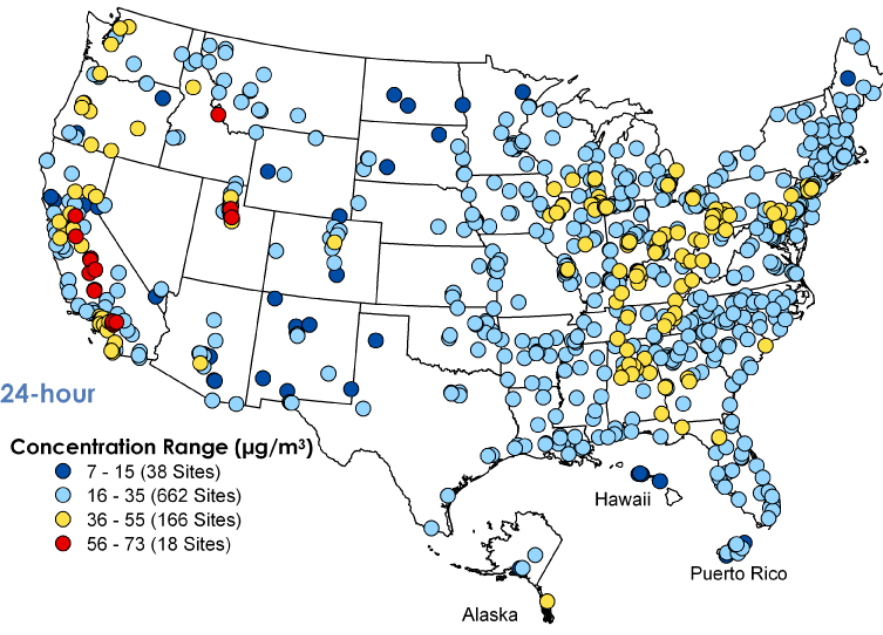 24-hour
Concentration Range (µg/m³)
7 - 15 (38 Sites)
16 - 35 (662 Sites)
36 - 55 (166 Sites)
56 - 73 (18 Sites)
Hawaii
Puerto Rico
Alaska